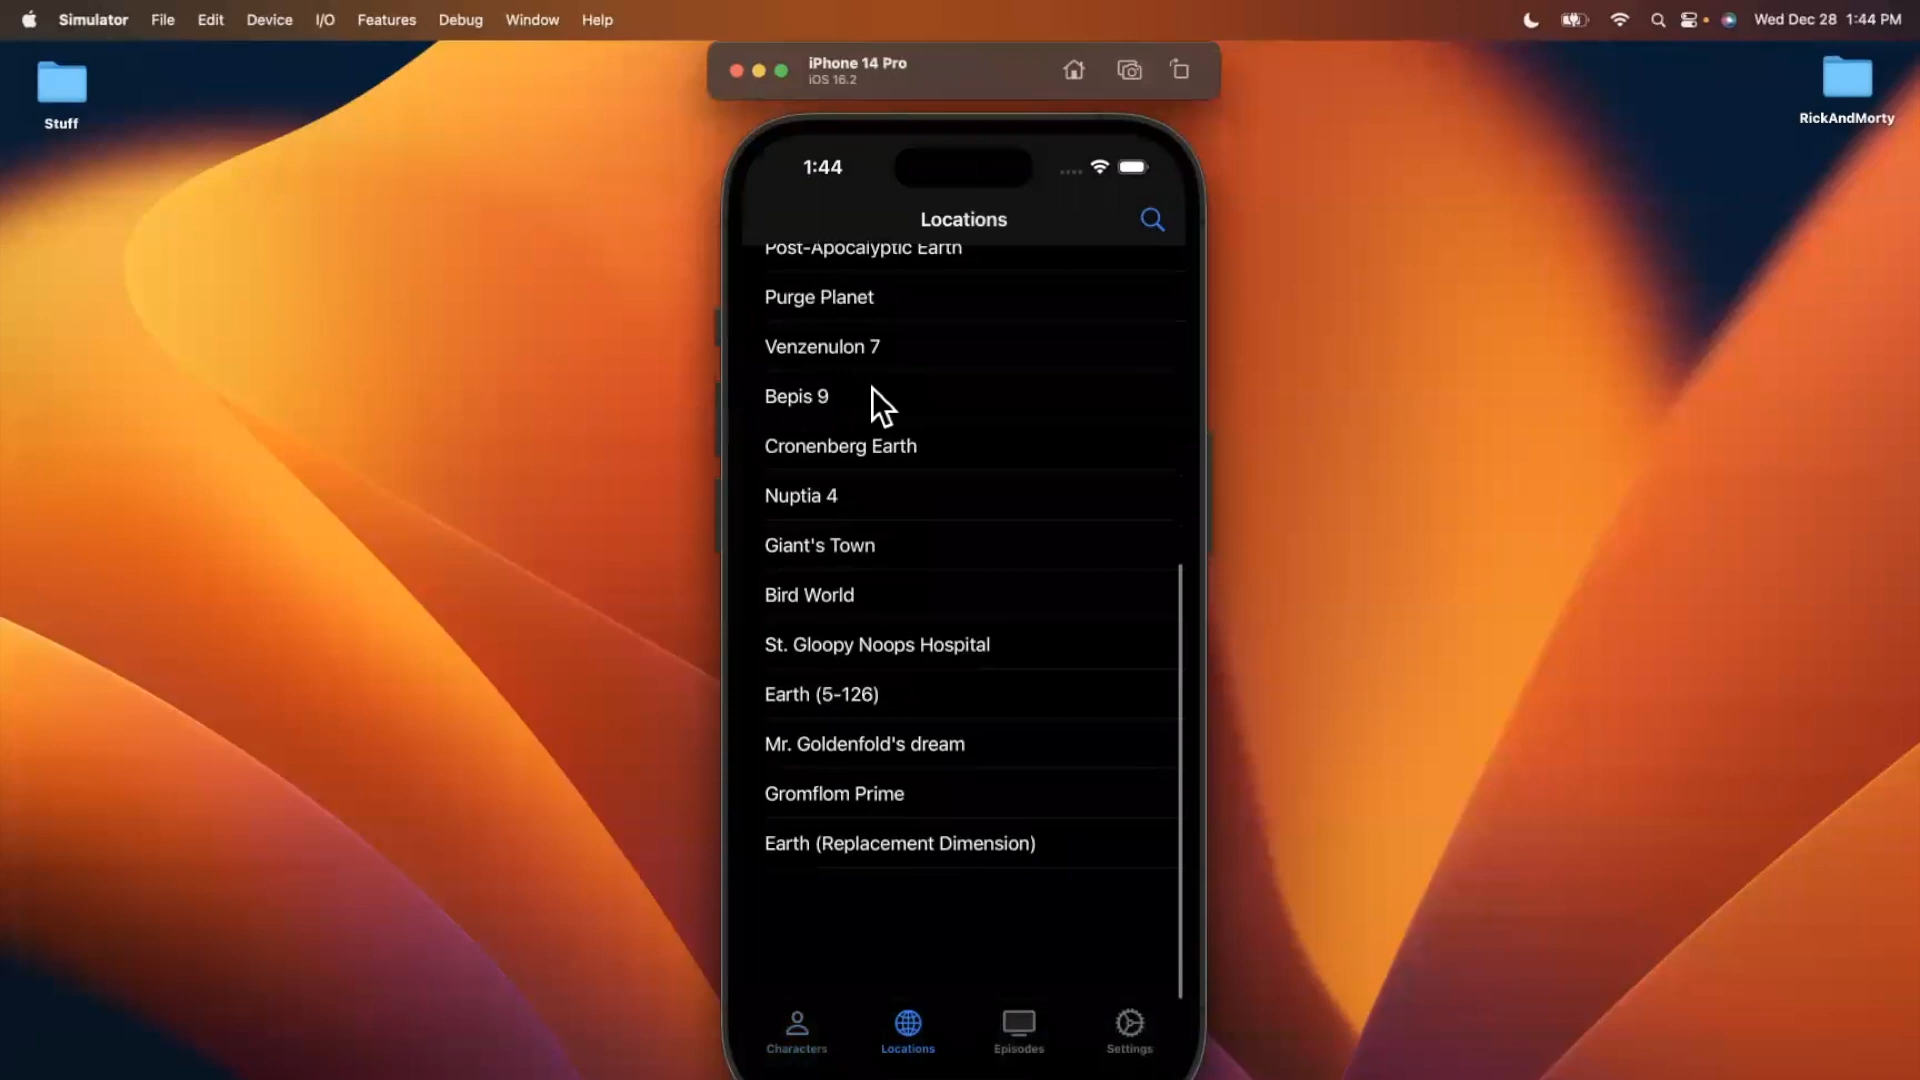 Simulator File Edit Device I/O Features Debug Window Help Wed Dec 28 1:44 PM
Stuff
RickAndMorty
iPhone 14 Pro
iOS 16.2
1:44
Locations
Post-Apocalyptic Earth
Purge Planet
Venzenulon 7
Bepis 9
Cronenberg Earth
Nuptia 4
Giant's Town
Bird World
St. Gloopy Noops Hospital
Earth (5-126)
Mr. Goldenfold's dream
Gromflom Prime
Earth (Replacement Dimension)
Characters Locations Episodes Settings